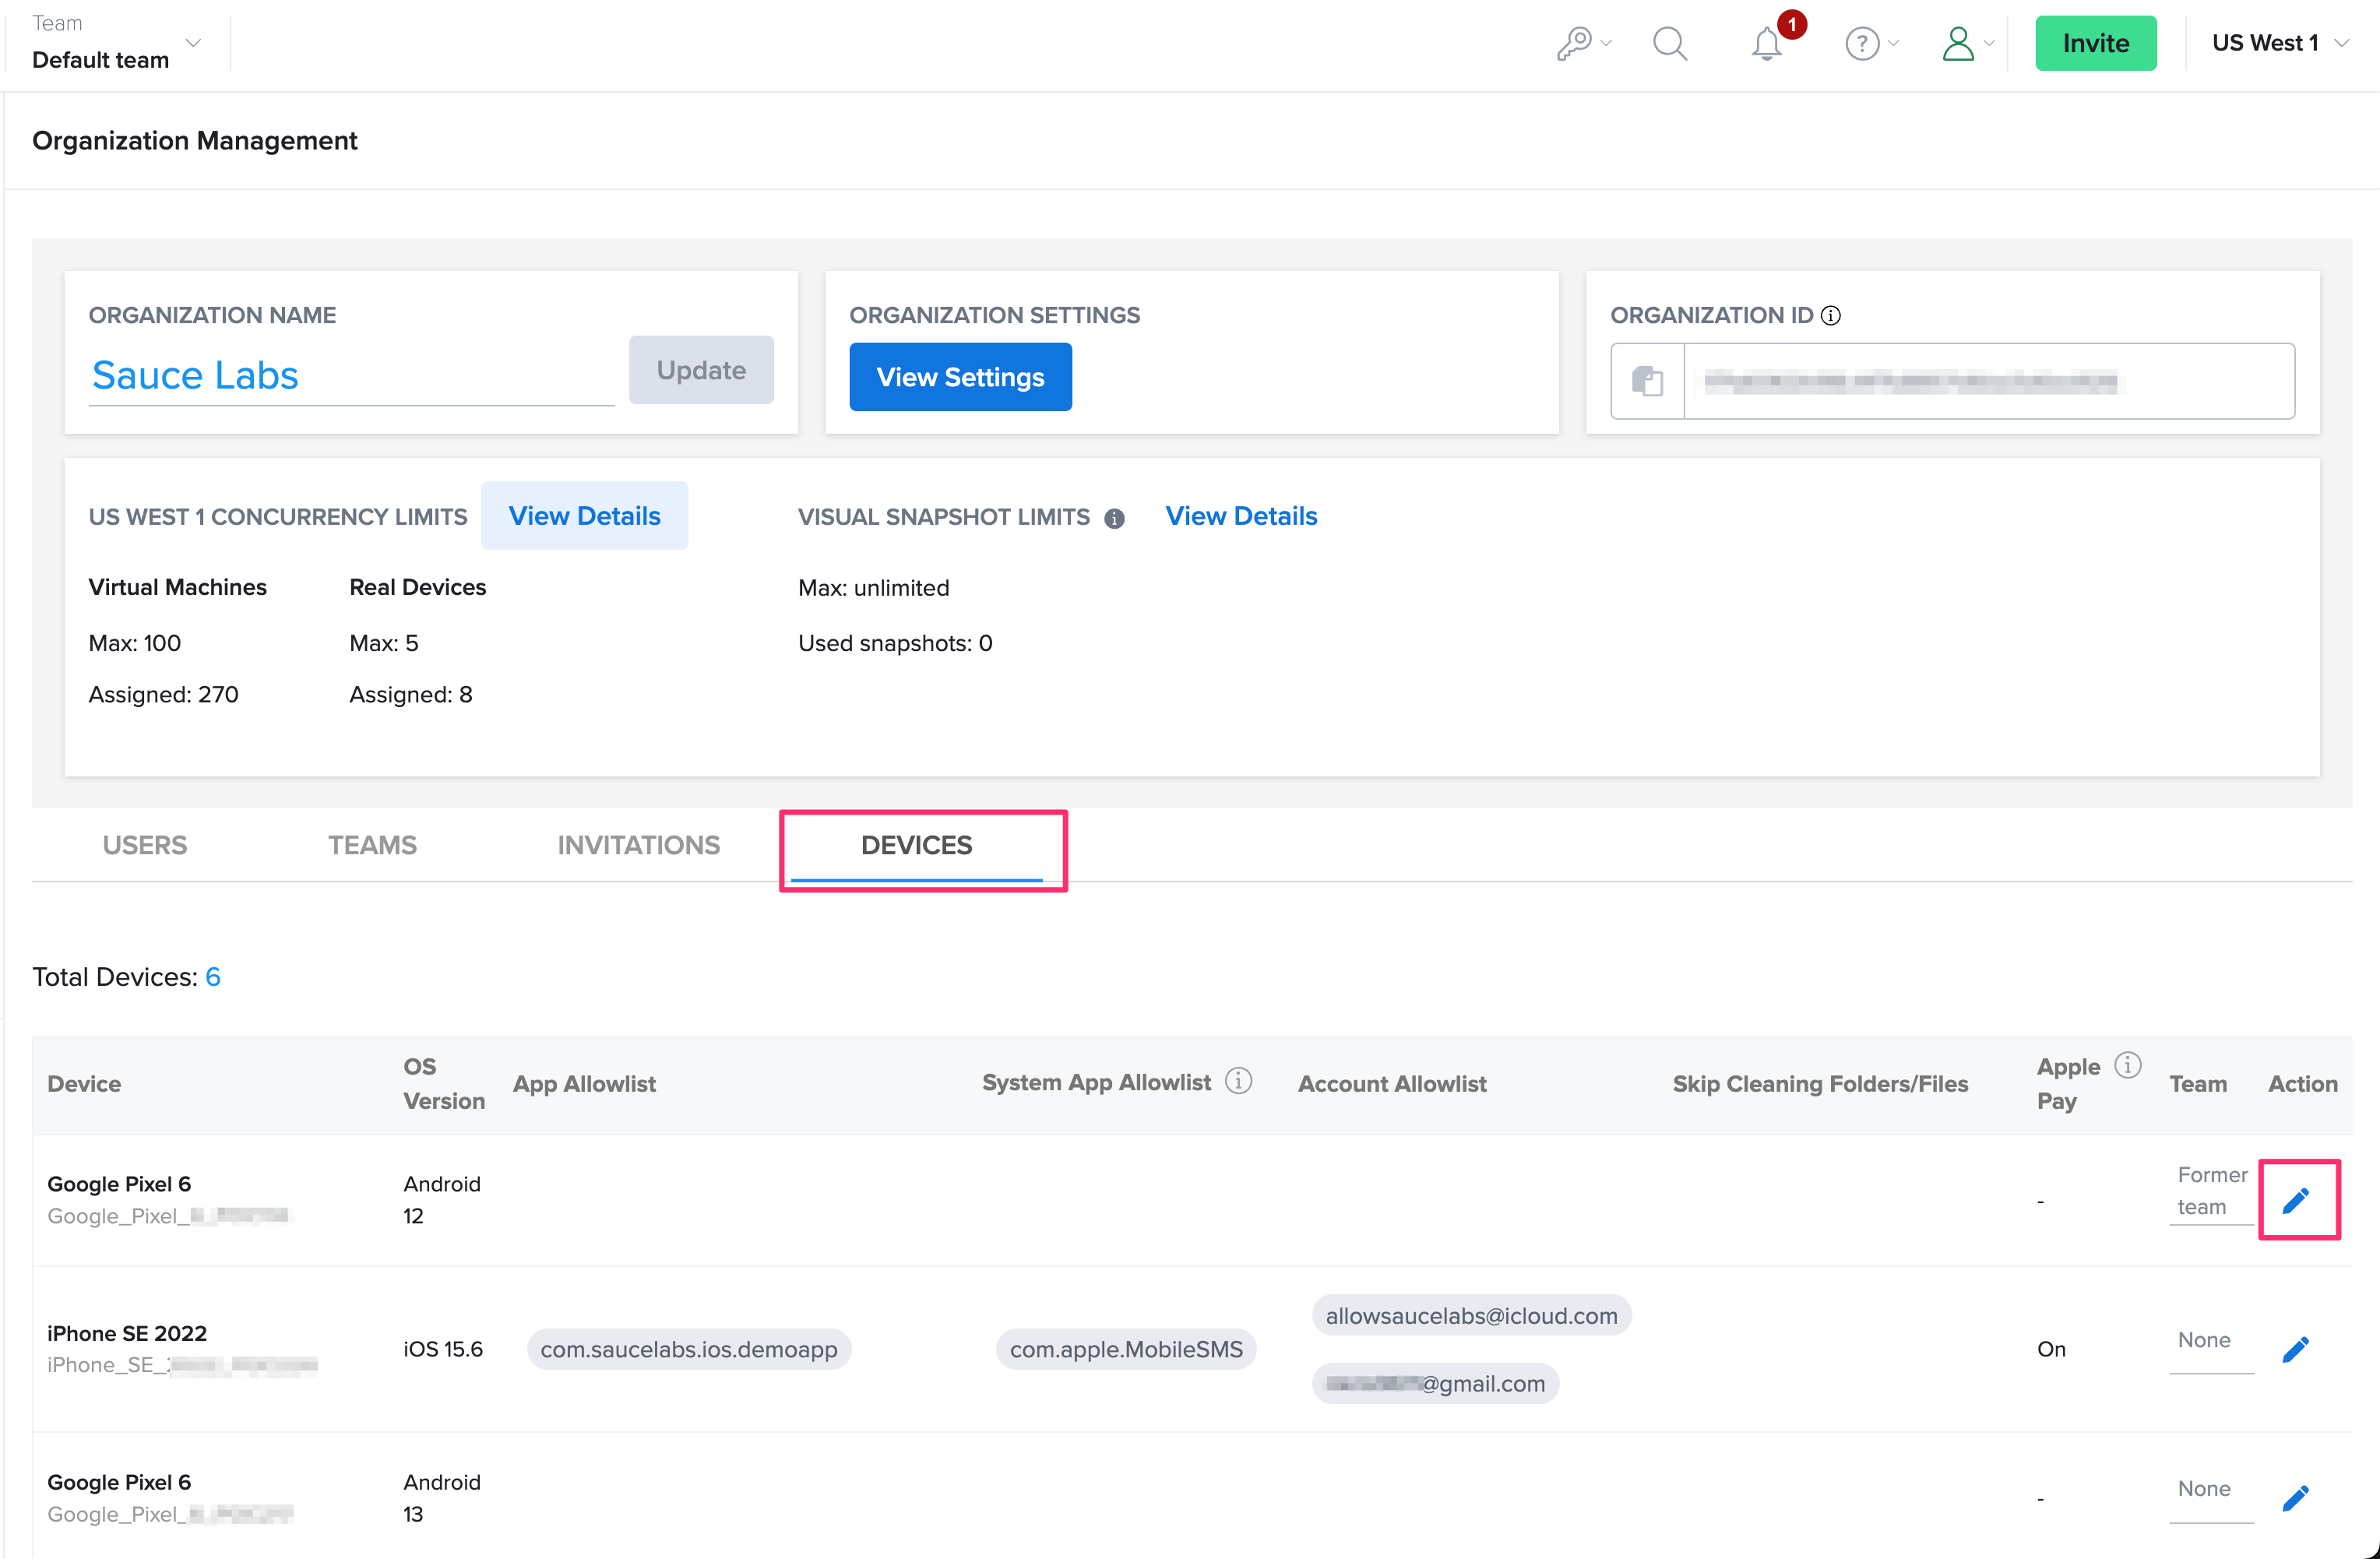 Team
Default team
1
?
Invite
US West 1
Organization Management
ORGANIZATION NAME
Sauce Labs
Update
ORGANIZATION SETTINGS
View Settings
ORGANIZATION ID
US WEST 1 CONCURRENCY LIMITS
View Details
VISUAL SNAPSHOT LIMITS
View Details
Virtual Machines
Real Devices
Max: unlimited
Max: 100
Max: 5
Used snapshots: 0
Assigned: 270
Assigned: 8
USERS
TEAMS
INVITATIONS
DEVICES
Total Devices: 6
Device
OS
Version
App Allowlist
System App Allowlist
Account Allowlist
Skip Cleaning Folders/Files
Apple
Pay
Team
Action
Google Pixel 6
Google_Pixel_
Android
12
-
Former
team
iPhone SE 2022
iPhone_SE_
iOS 15.6
com.saucelabs.ios.demoapp
com.apple.MobileSMS
allowsaucelabs@icloud.com
@gmail.com
On
None
Google Pixel 6
Google_Pixel_
Android
13
-
None